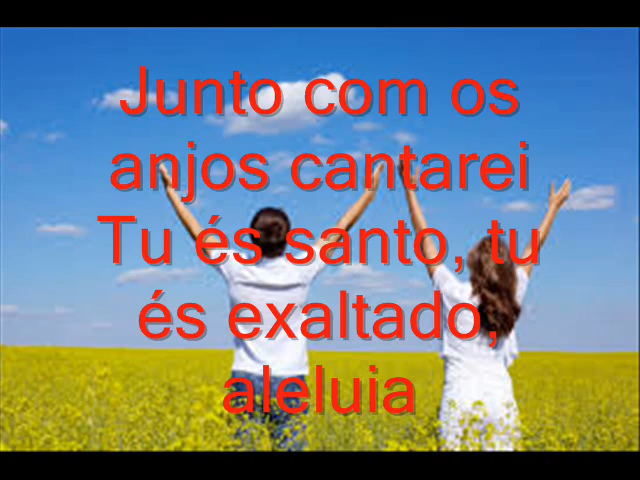 Junto com os
anjos cantarei
Tu és santo, tu
és exaltado,
aleluia